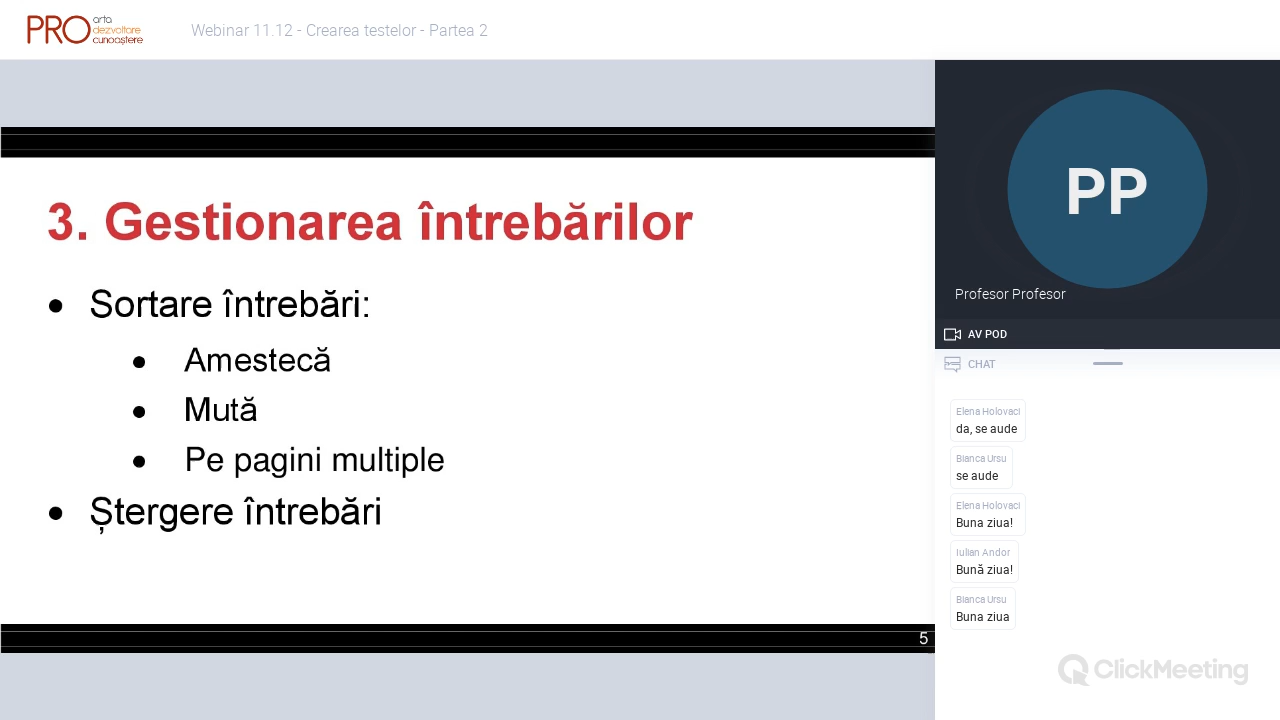 PRO
arta
dezvoltare
cunoaștere
Webinar 11.12 - Crearea testelor - Partea 2
3. Gestionarea întrebărilor
• Sortare întrebări:
• Amestecă
• Mută
• Pe pagini multiple
• Ștergere întrebări
5
PP
Profesor Profesor
AV POD
CHAT
Elena Holovaci
da, se aude
Bianca Ursu
se aude
Elena Holovaci
Buna ziua!
Iulian Andor
Bună ziua!
Bianca Ursu
Buna ziua
ClickMeeting